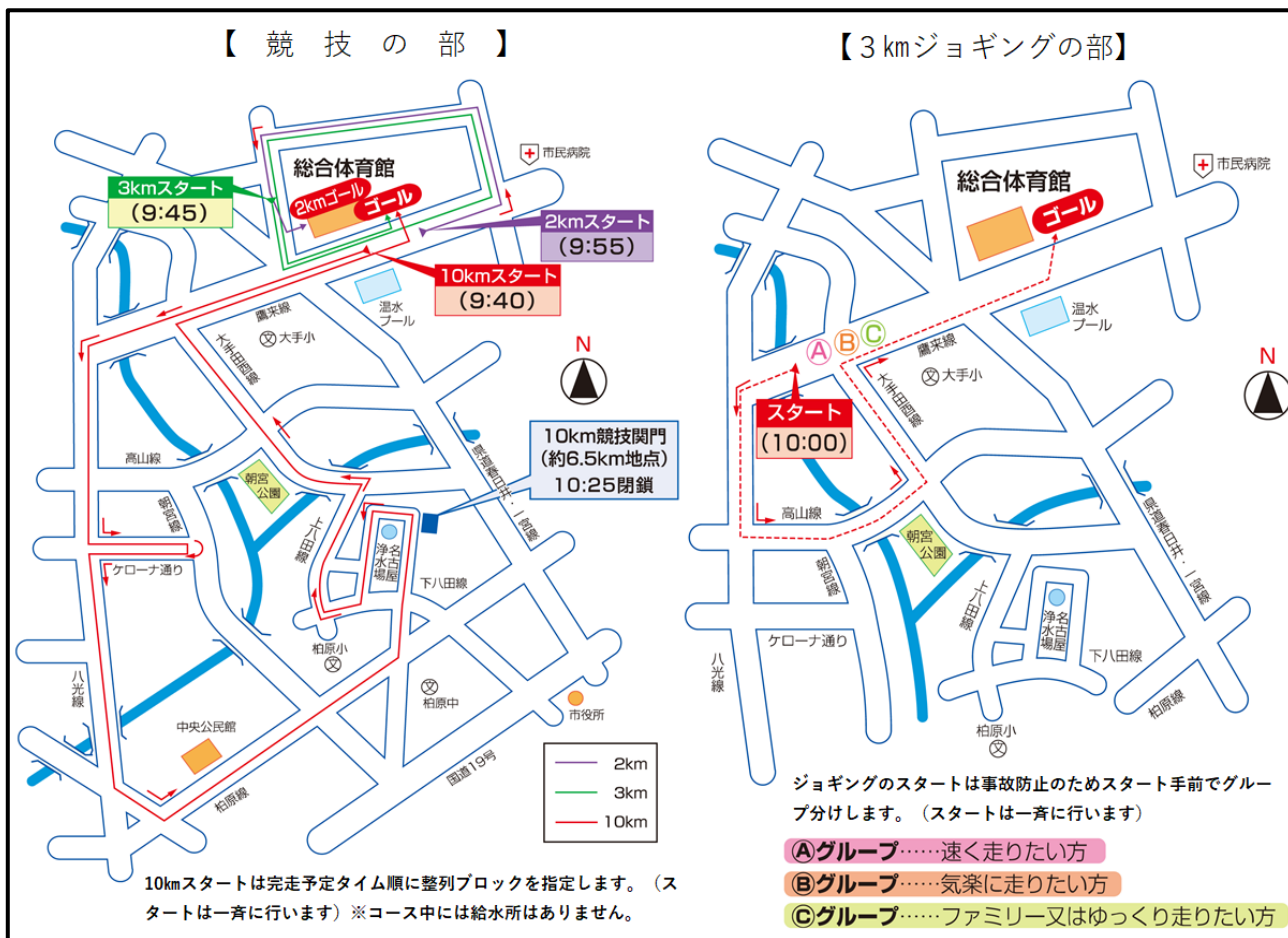 【 競 技 の 部 】
市民病院
総合体育館
3kmスタート
(9:45)
2kmゴール
ゴール
2kmスタート
(9:55)
10kmスタート
(9:40)
温水
プール
鷹来線
大手小
大手田酉線
N
10km競技関門
(約6.5km地点)
10:25閉鎖
高山線
朝宮
公園
朝宮線
上八田線
県道春日井・一宮線
ケローナ通り
名古屋
浄水場
下八田線
柏原小
八光線
柏原中
市役所
中央公民館
国道19号
柏原線
2km
3km
10km
10㎞スタートは完走予定タイム順に整列ブロックを指定します。（ス
タートは一斉に行います）※コース中には給水所はありません。
【３㎞ジョギングの部】
市民病院
総合体育館
ゴール
温水
プール
A
B
C
鷹来線
大手小
大手田酉線
N
スタート
(10:00)
高山線
朝宮
公園
県道春日井・一宮線
朝宮線
上八田線
名古屋
浄水場
ケローナ通り
下八田線
八光線
柏原線
柏原小
ジョギングのスタートは事故防止のためスタート手前でグルー
プ分けします。（スタートは一斉に行います）
Ⓐグループ……速く走りたい方
Ⓑグループ……気楽に走りたい方
Ⓒグループ……ファミリー又はゆっくり走りたい方